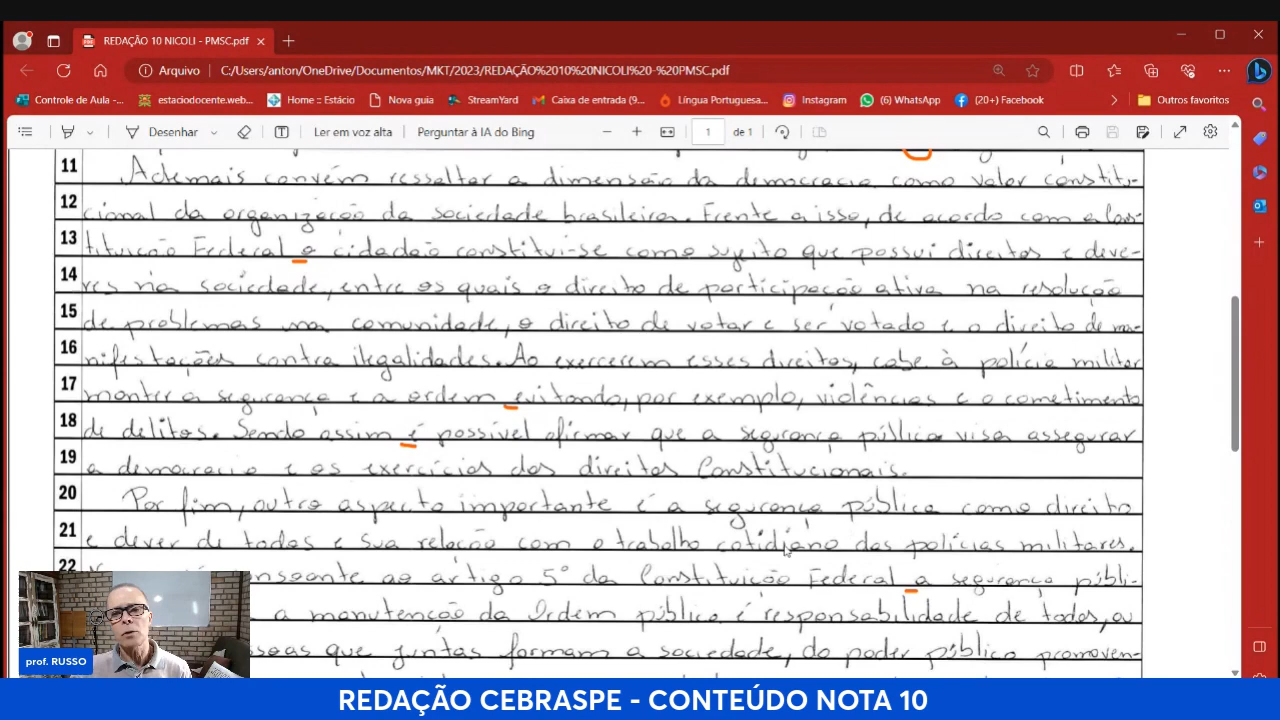 REDAÇÃO 10 NICOLI - PMSC.pdf
Arquivo C:/Users/anton/OneDrive/Documentos/MKT/2023/REDAÇÃO%2010%20NICOLI%20-%20PMSC.pdf
Controle de Aula -... estaciodocente.web... Home :: Estácio Nova guia StreamYard Caixa de entrada (9... Língua Portuguesa... Instagram (6) WhatsApp (20+) Facebook Outros favoritos
Desenhar Ler em voz alta Perguntar à IA do Bing 1 de 1
11 Ademais convém ressaltar a dimensão da democracia como valor constitu-
12 cional da organização da sociedade brasileira. Frente a isso, de acordo com a Cons-
13 tituição Federal o cidadão constitui-se como sujeito que possui direitos e deve-
14 res na sociedade, entre os quais o direito de participação ativa na resolução
15 de problemas na comunidade, o direito de votar e ser votado e o direito de ma-
16 nifestações contra ilegalidades. Ao exercerem esses direitos, cabe à polícia militar
17 manter a segurança e a ordem evitando, por exemplo, violências e o cometimento
18 de delitos. Sendo assim é possível afirmar que a segurança pública visa assegurar
19 a democracia e os exercícios dos direitos Constitucionais.
20 Por fim, outro aspecto importante é a segurança pública como direito
21 e dever de todos e sua relação com o trabalho cotidiano das polícias militares.
22 ao artigo 5º da Constituição Federal a segurança públi-
a manutenção da Ordem pública é responsabilidade de todos, ou
que juntas formam a sociedade, do poder público promoven-
prof. RUSSO
REDAÇÃO CEBRASPE - CONTEÚDO NOTA 10